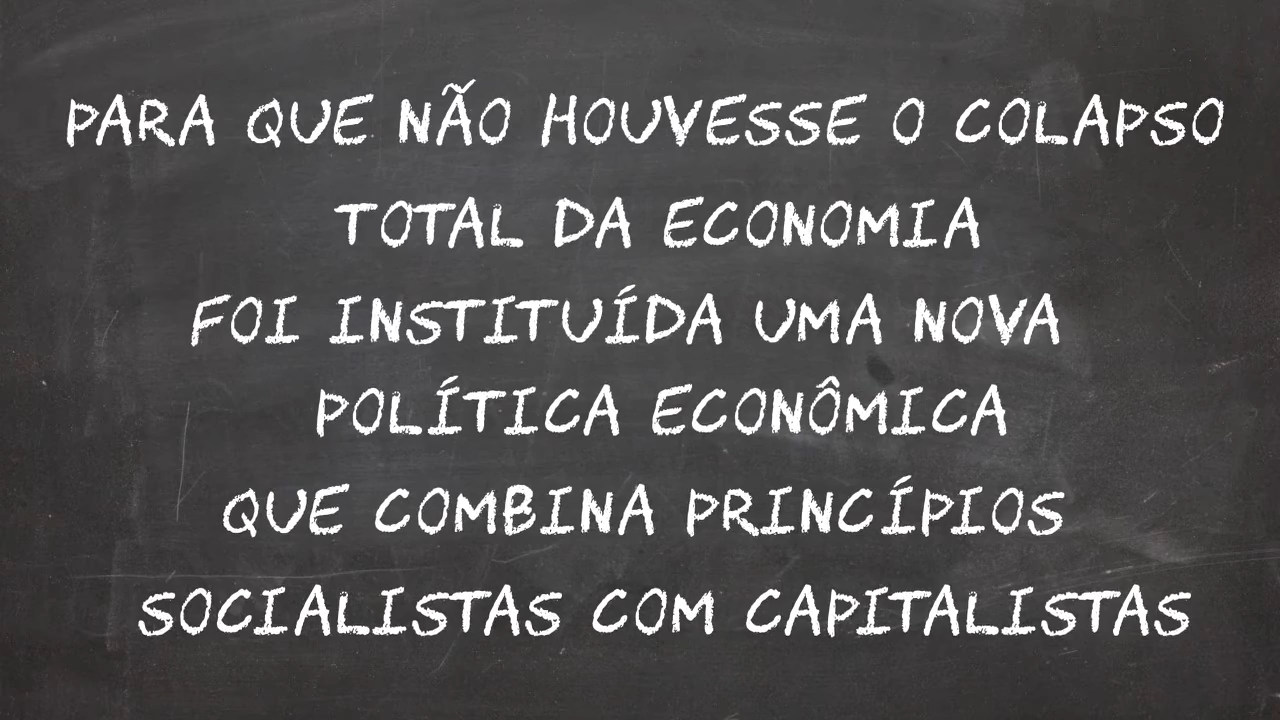 PARA QUE NÃO HOUVESSE O COLAPSO
TOTAL DA ECONOMIA
FOI INSTITUÍDA UMA NOVA
POLÍTICA ECONÔMICA
QUE COMBINA PRINCÍPIOS
SOCIALISTAS COM CAPITALISTAS